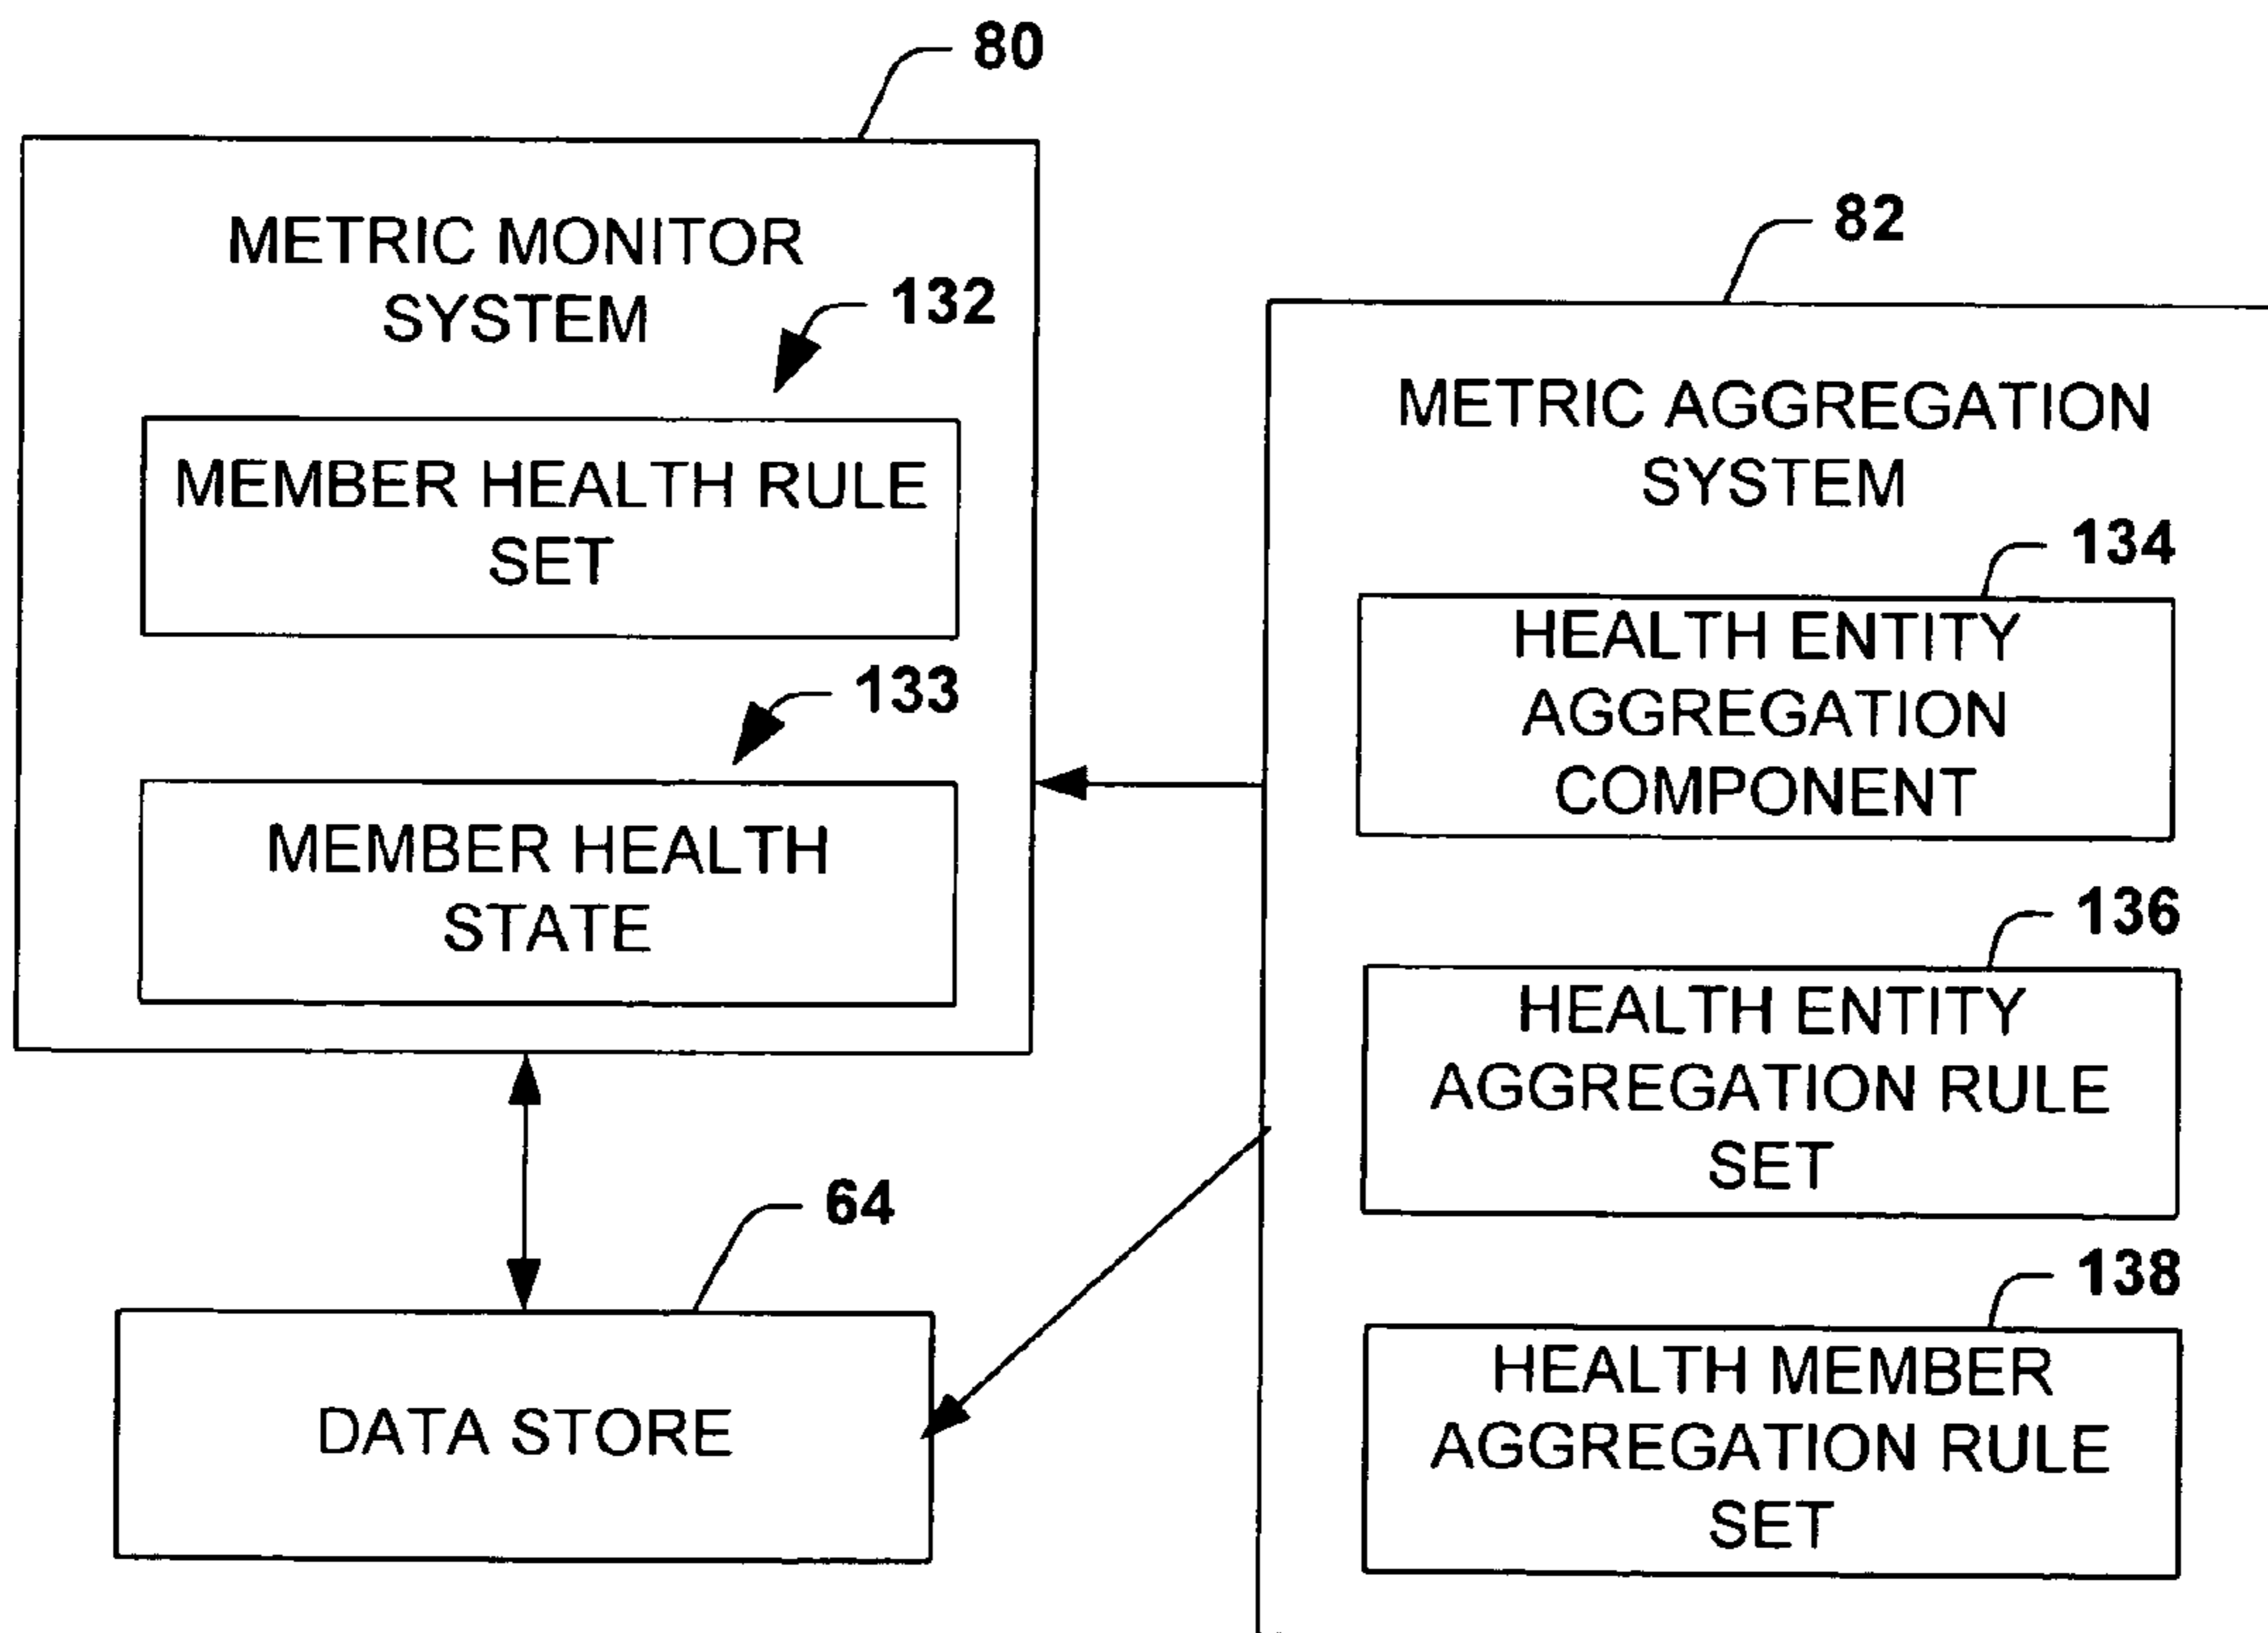 80
METRIC MONITOR
SYSTEM
132
MEMBER HEALTH RULE
SET
133
MEMBER HEALTH
STATE
64
DATA STORE
82
METRIC AGGREGATION
SYSTEM
134
HEALTH ENTITY
AGGREGATION
COMPONENT
136
HEALTH ENTITY
AGGREGATION RULE
SET
138
HEALTH MEMBER
AGGREGATION RULE
SET